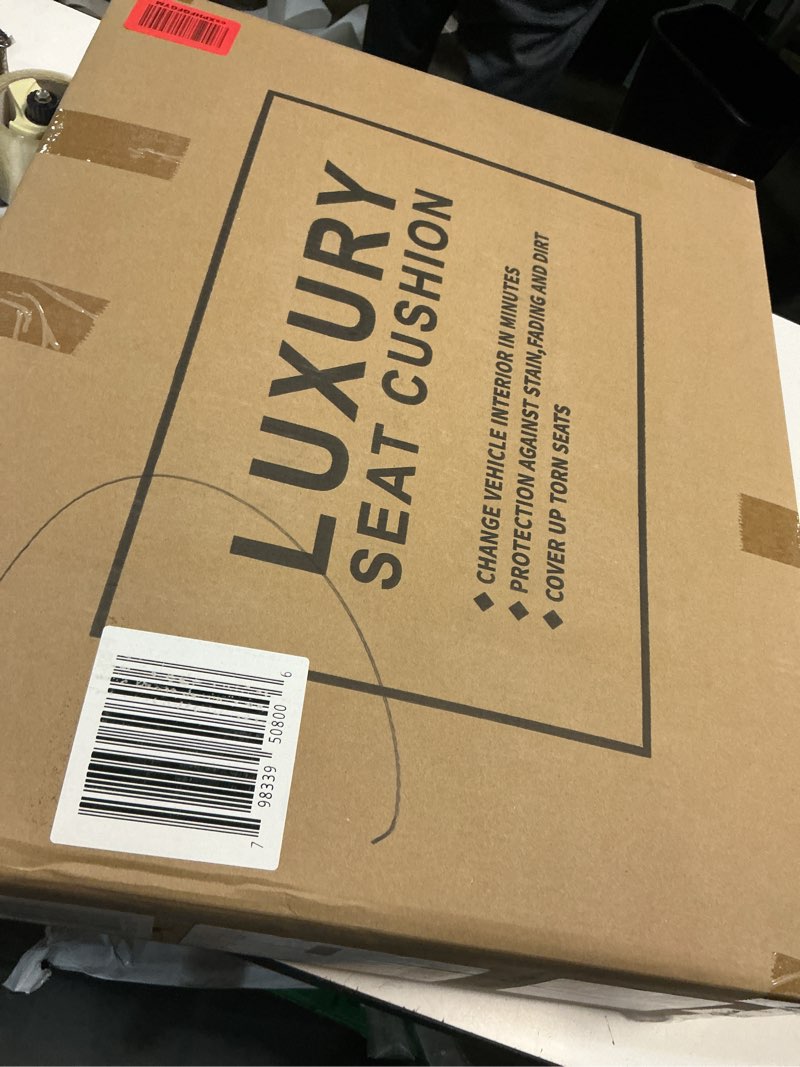 LUXURY
SEAT CUSHION
◆ CHANGE VEHICLE INTERIOR IN MINUTES
◆ PROTECTION AGAINST STAIN,FADING AND DIRT
◆ COVER UP TORN SEATS
7 98339 50800 6